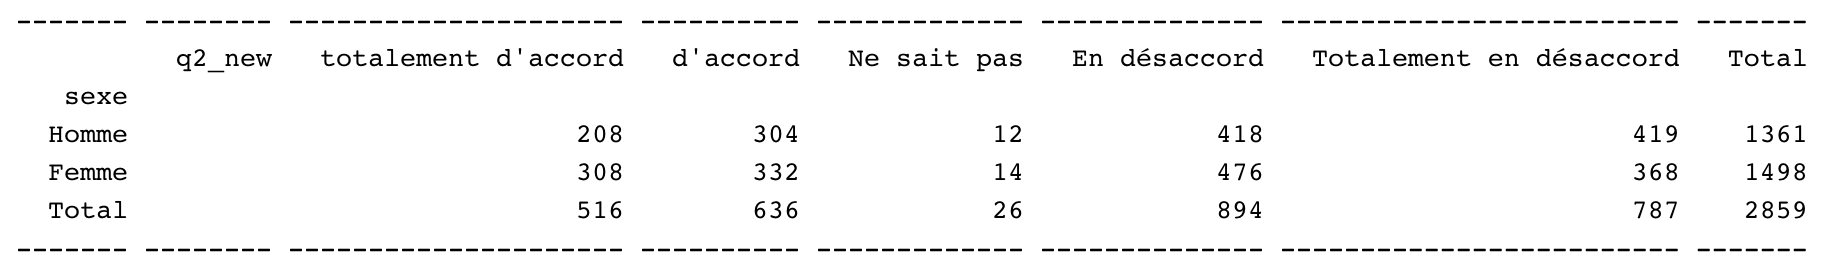 ------- -------- --------------------- ---------- ------------- -------------- ------------------------- -------
q2_new totalement d'accord d'accord Ne sait pas En désaccord Totalement en désaccord Total
sexe
Homme 208 304 12 418 419 1361
Femme 308 332 14 476 368 1498
Total 516 636 26 894 787 2859
------- -------- --------------------- ---------- ------------- -------------- ------------------------- -------